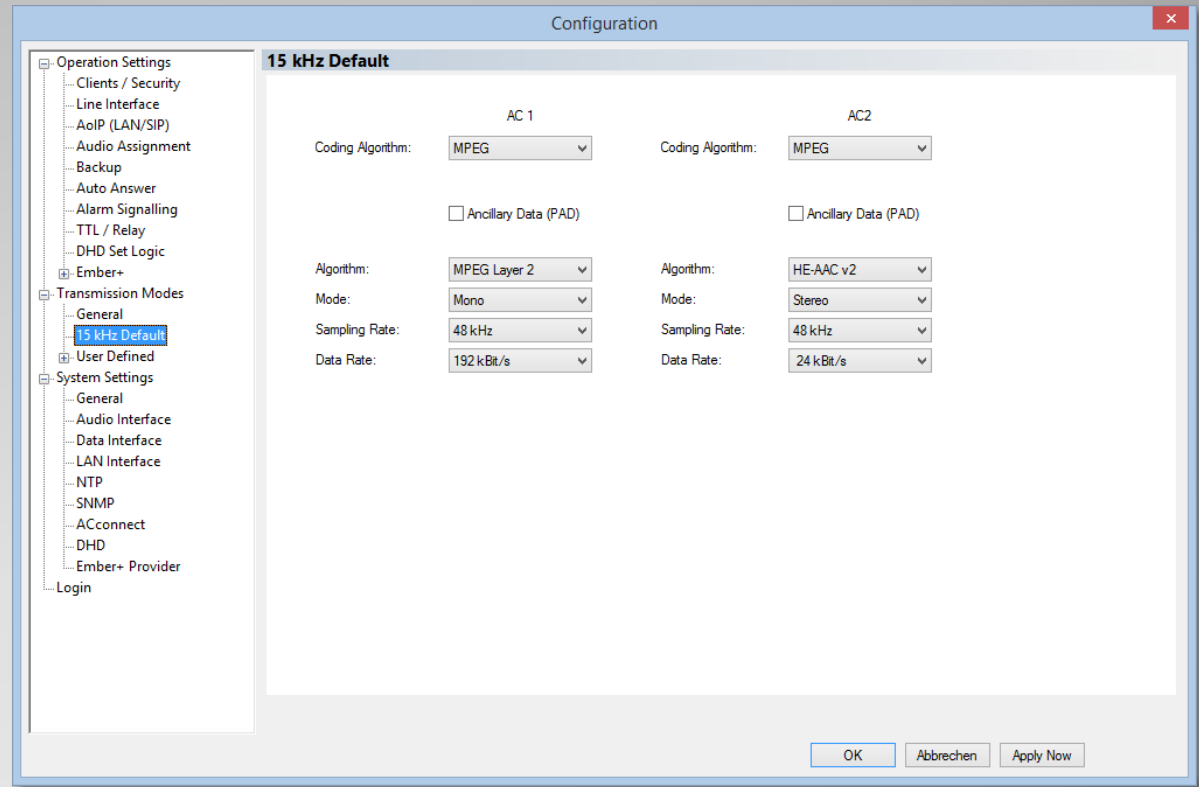 Configuration
Operation Settings
Clients / Security
Line Interface
AoIP (LAN/SIP)
Audio Assignment
Backup
Auto Answer
Alarm Signalling
TTL / Relay
DHD Set Logic
Ember+
Transmission Modes
General
15 kHz Default
User Defined
System Settings
General
Audio Interface
Data Interface
LAN Interface
NTP
SNMP
ACconnect
DHD
Ember+ Provider
Login
15 kHz Default
AC 1 AC2
Coding Algorithm: MPEG Coding Algorithm: MPEG
Ancillary Data (PAD) Ancillary Data (PAD)
Algorithm: MPEG Layer 2 Algorithm: HE-AAC v2
Mode: Mono Mode: Stereo
Sampling Rate: 48 kHz Sampling Rate: 48 kHz
Data Rate: 192 kBit/s Data Rate: 24 kBit/s
OK Abbrechen Apply Now